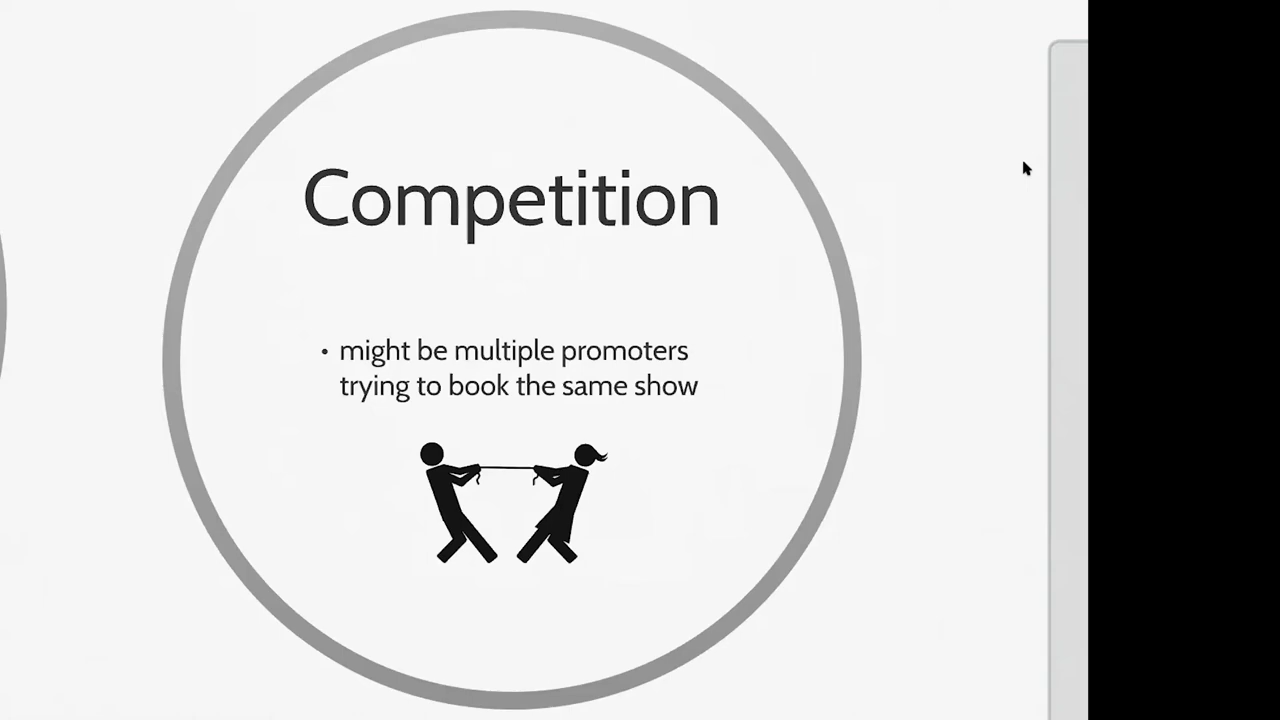 Competition
• might be multiple promoters
trying to book the same show